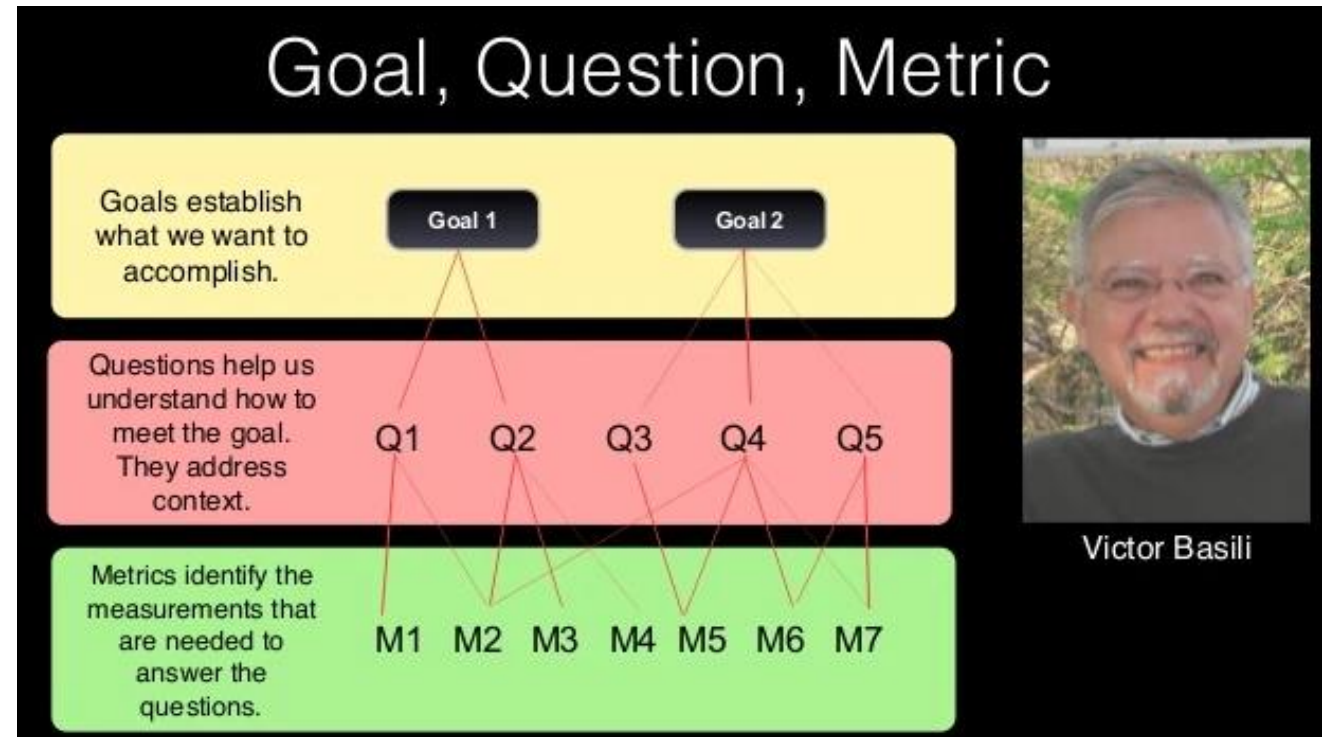 Goal, Question, Metric
Goals establish
what we want to
accomplish.
Goal 1
Goal 2
Questions help us
understand how to
meet the goal.
They address
context.
Q1 Q2 Q3 Q4 Q5
Metrics identify the
measurements that
are needed to
answer the
questions.
M1 M2 M3 M4 M5 M6 M7
Victor Basili